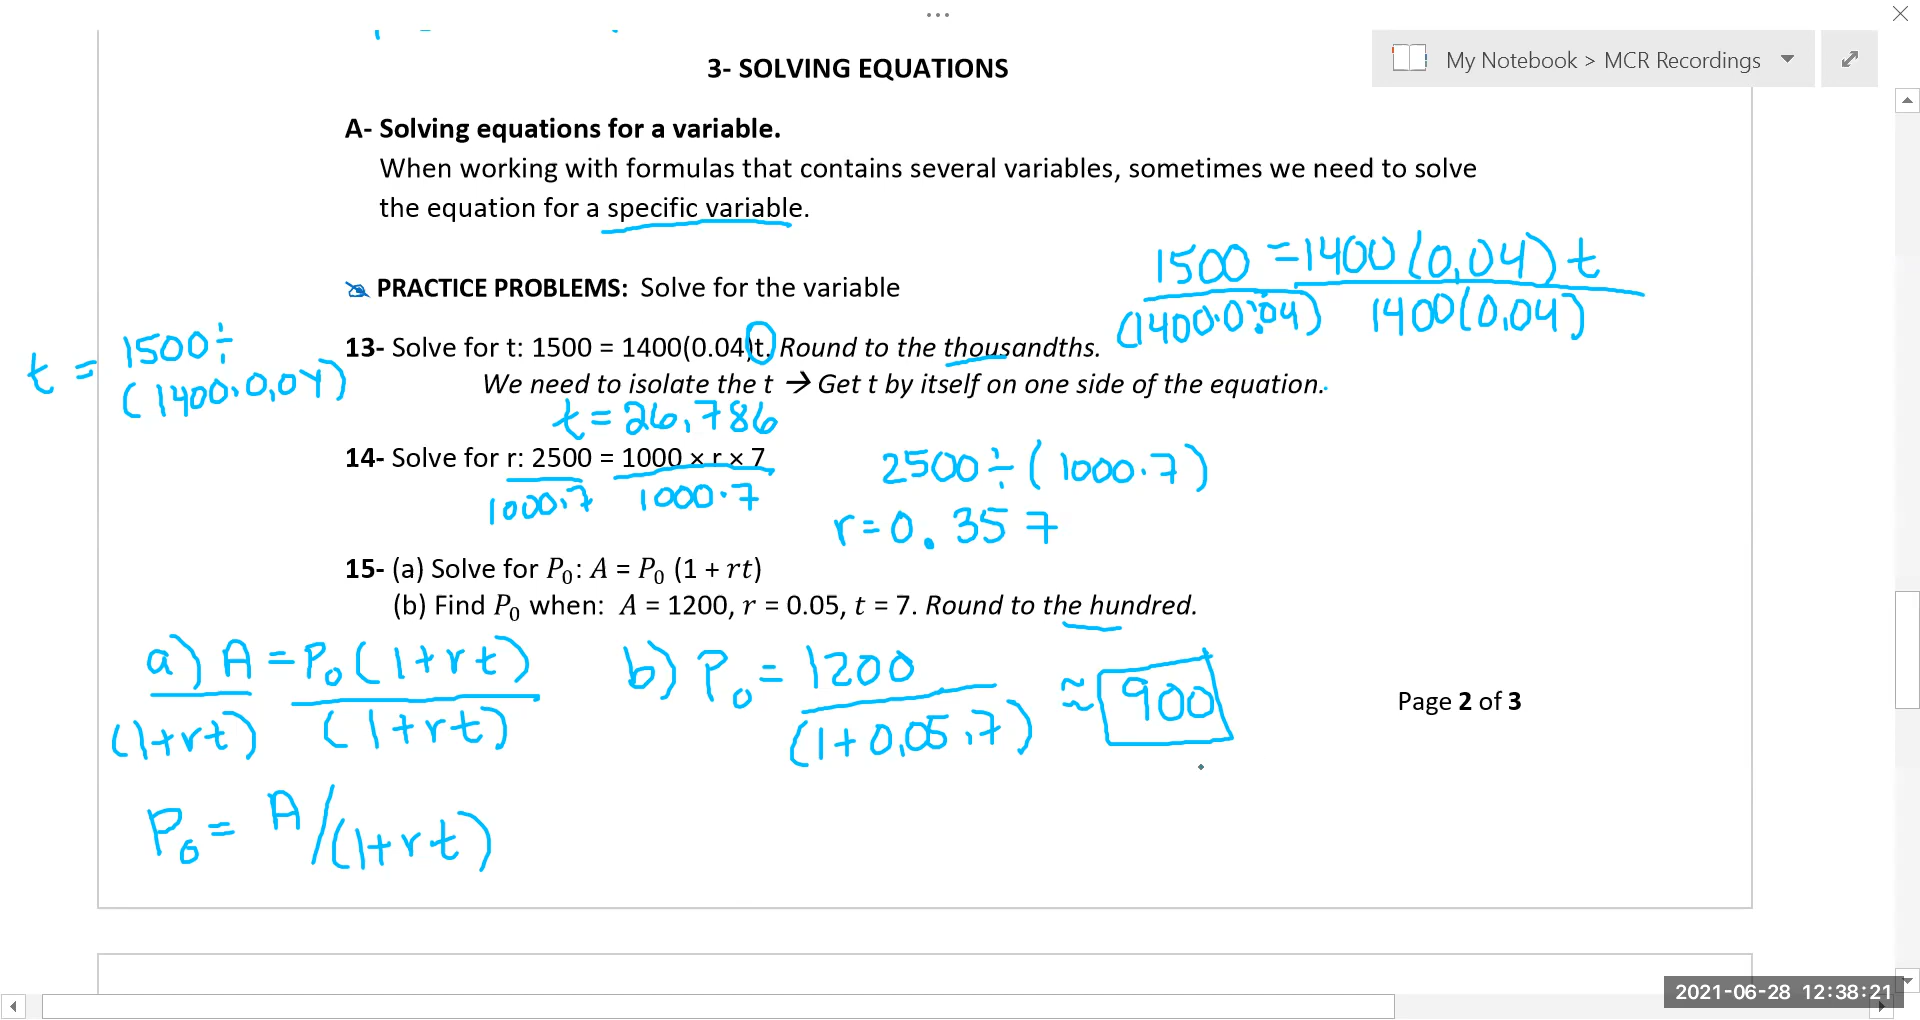 My Notebook > MCR Recordings
3- SOLVING EQUATIONS
A- Solving equations for a variable.
When working with formulas that contains several variables, sometimes we need to solve
the equation for a specific variable.
1500 = 1400(0.04)t
(1400·0.04) 1400(0.04)
PRACTICE PROBLEMS: Solve for the variable
t = 1500÷
(1400·0.04)
13- Solve for t: 1500 = 1400(0.04)t. Round to the thousandths.
We need to isolate the t → Get t by itself on one side of the equation.
t = 26.786
14- Solve for r: 2500 = 1000 × r × 7
1000·7 1000·7
2500÷(1000·7)
r=0.357
15- (a) Solve for P₀: A = P₀ (1 + rt)
(b) Find P₀ when: A = 1200, r = 0.05, t = 7. Round to the hundred.
a) A = P₀(1+rt)
(1+rt) (1+rt)
P₀ = A/(1+rt)
b) P₀ = 1200
(1+0.05·7)
≈ 900
Page 2 of 3
2021-06-28 12:38:21